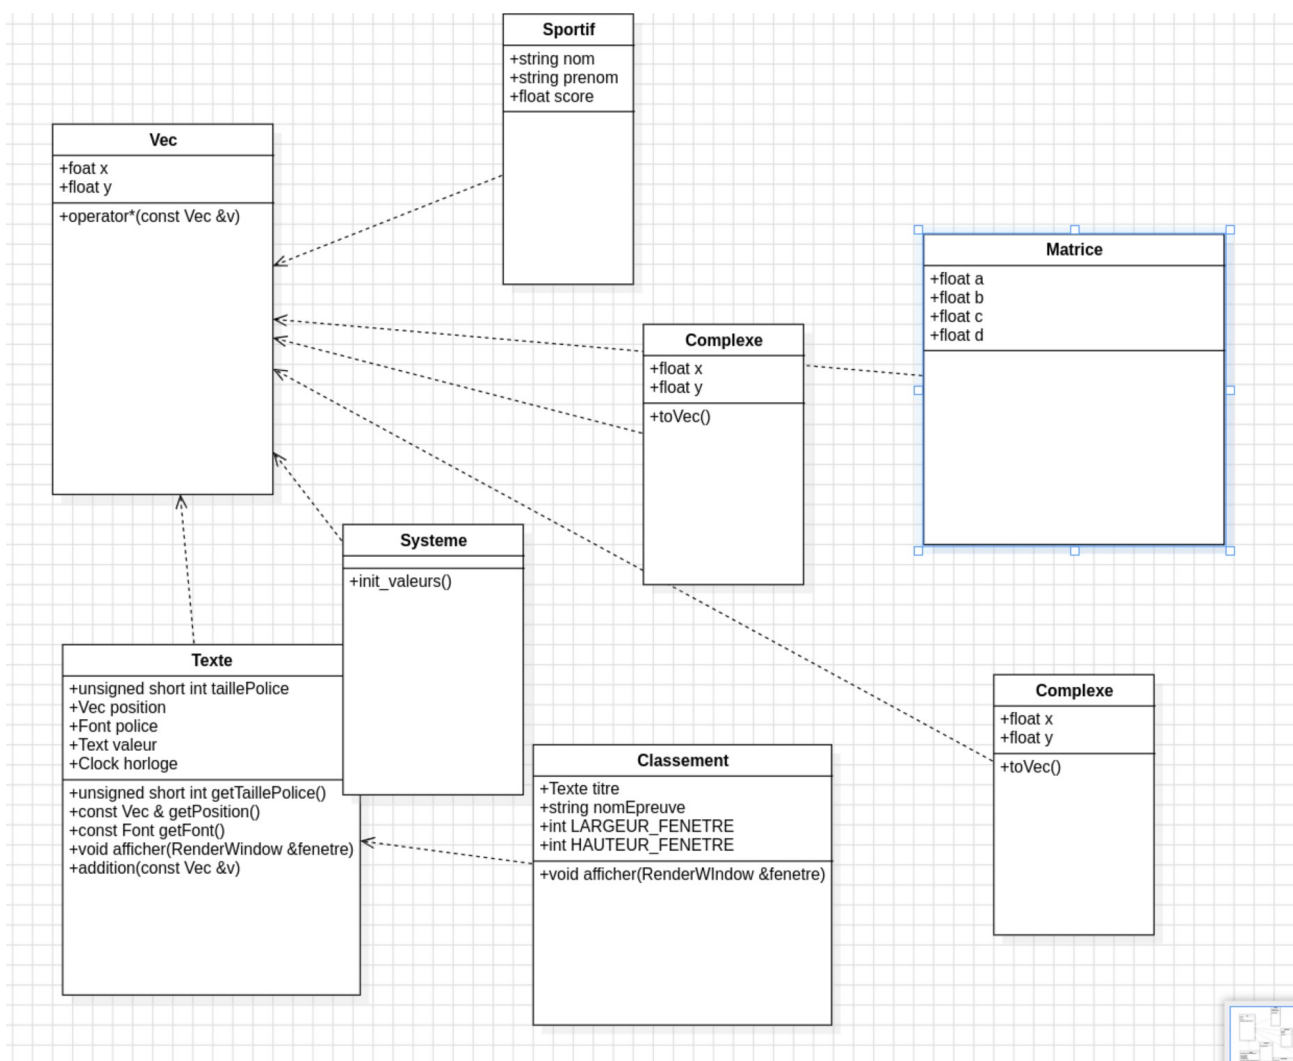 Sportif
+string nom
+string prenom
+float score
Vec
+foat x
+float y
+operator*(const Vec &v)
Matrice
+float a
+float b
+float c
+float d
Complexe
+float x
+float y
+toVec()
Systeme
+init_valeurs()
Texte
+unsigned short int taillePolice
+Vec position
+Font police
+Text valeur
+Clock horloge
+unsigned short int getTaillePolice()
+const Vec & getPosition()
+const Font getFont()
+void afficher(RenderWindow &fenetre)
+addition(const Vec &v)
Classement
+Texte titre
+string nomEpreuve
+int LARGEUR_FENETRE
+int HAUTEUR_FENETRE
+void afficher(RenderWIndow &fenetre)
Complexe
+float x
+float y
+toVec()